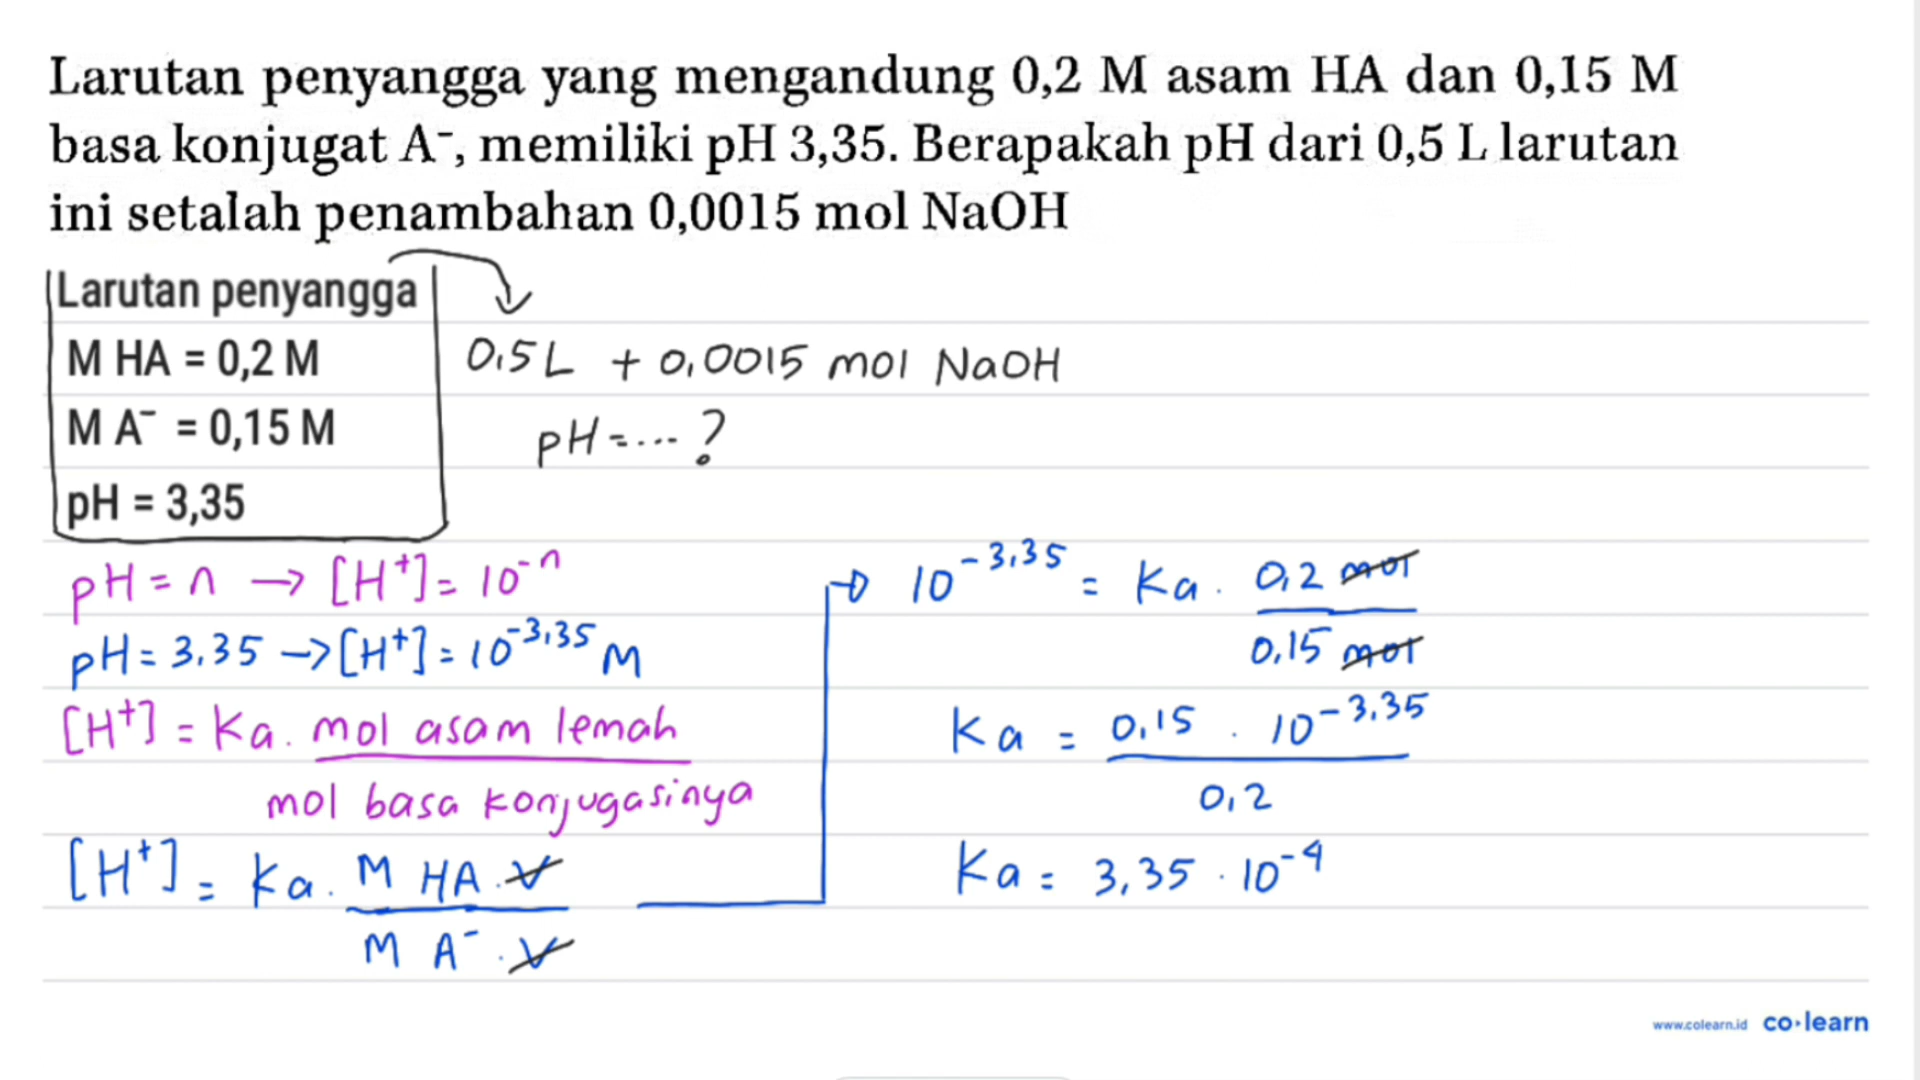 Larutan penyangga yang mengandung 0,2 M asam HA dan 0,15 M
basa konjugat A⁻, memiliki pH 3,35. Berapakah pH dari 0,5 L larutan
ini setalah penambahan 0,0015 mol NaOH
Larutan penyangga
M HA = 0,2 M
M A⁻ = 0,15 M
pH = 3,35
0,5 L + 0,0015 mol NaOH
pH = ... ?
pH = n → [H⁺] = 10⁻ⁿ
pH = 3,35 → [H⁺] = 10^-3,35 M
[H⁺] = Ka . mol asam lemah
mol basa konjugasinya
[H⁺] = Ka . M HA . V
M A⁻ . V
→ 10^-3,35 = Ka . 0,2 mol
0,15 mol
Ka = 0,15 . 10^-3,35
0,2
Ka = 3,35 . 10⁻⁴
www.colearn.id co·learn